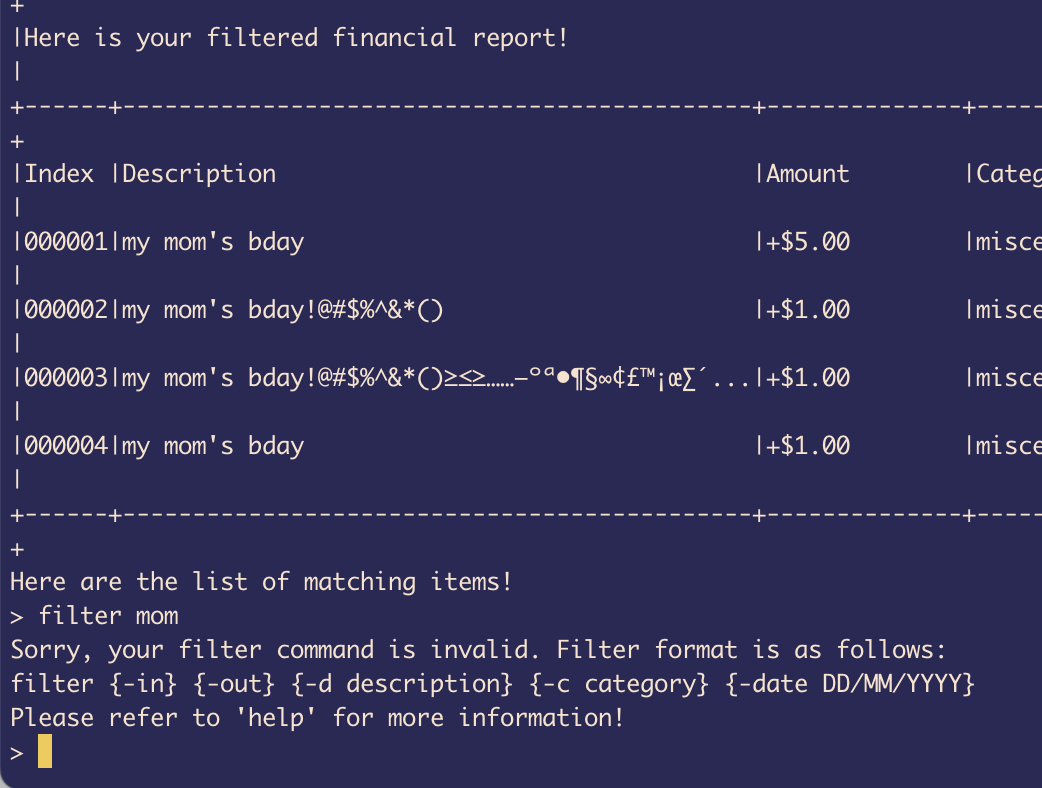 +
|Here is your filtered financial report!
|
+------+---------------------------------------------+--------------+-----
+
|Index |Description |Amount |Categ
|
|000001|my mom's bday |+$5.00 |misce
|
|000002|my mom's bday!@#$%^&*() |+$1.00 |misce
|
|000003|my mom's bday!@#$%^&*()≥≤≥……–ºª•¶§∞¢£™¡œ∑´...|+$1.00 |misce
|
|000004|my mom's bday |+$1.00 |misce
|
+------+---------------------------------------------+--------------+-----
+
Here are the list of matching items!
> filter mom
Sorry, your filter command is invalid. Filter format is as follows:
filter {-in} {-out} {-d description} {-c category} {-date DD/MM/YYYY}
Please refer to 'help' for more information!
>